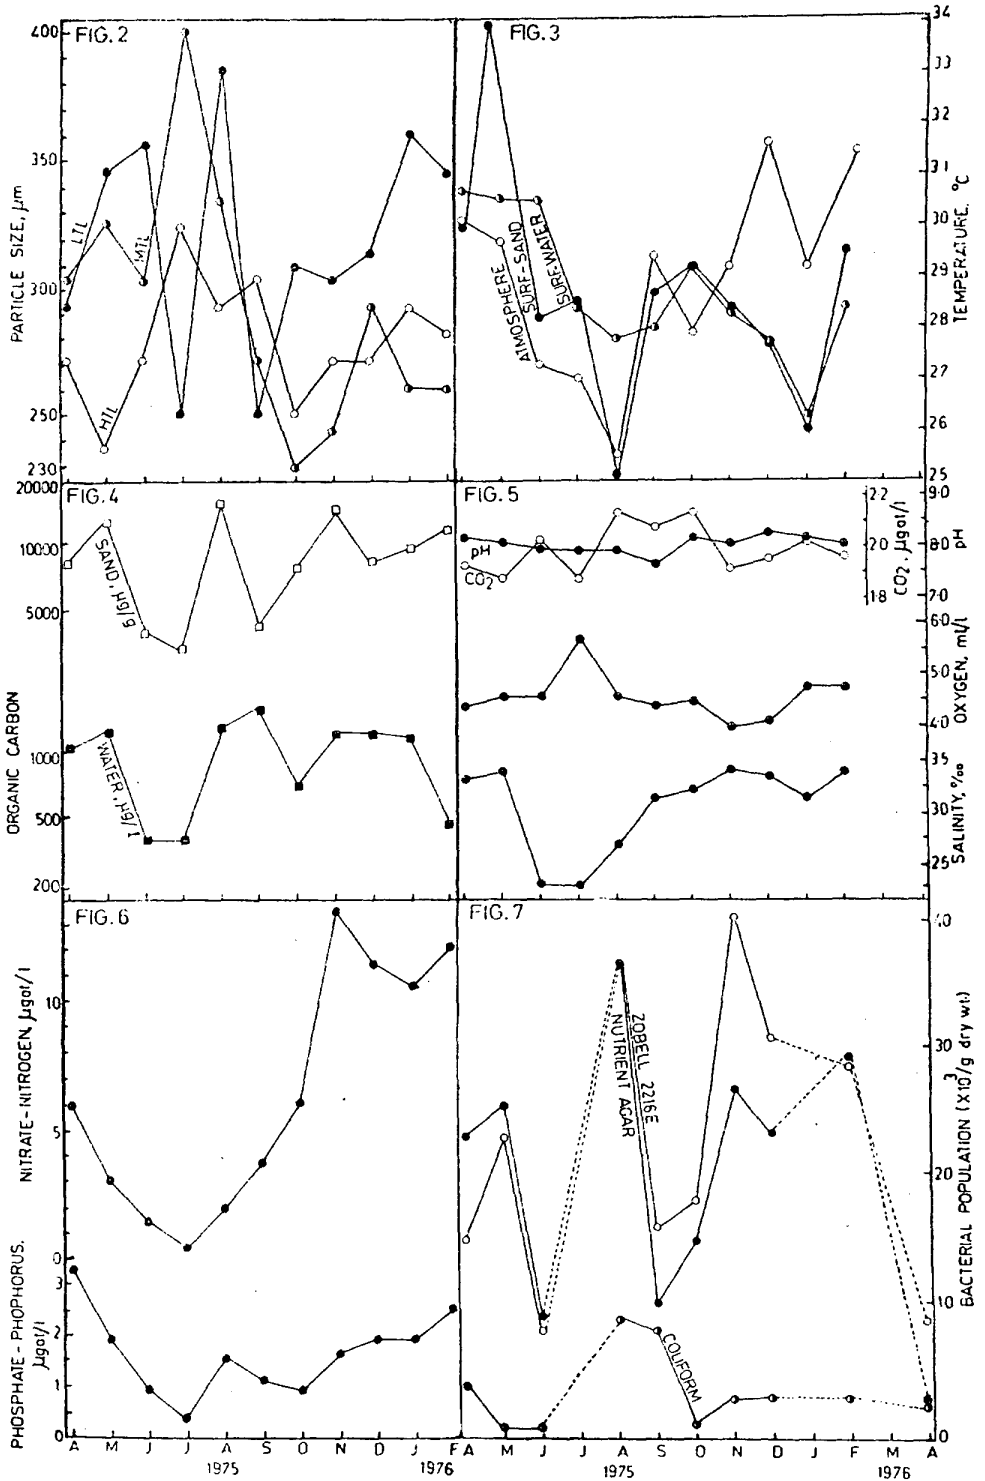 FIG.2
400
350
300
250
230
PARTICLE SIZE, µm
LTL
MTL
HTL
FIG.3
34
33
32
31
30
29
28
27
26
25
TEMPERATURE. °C
ATMOSPHERE
SURF-SAND
SURF-WATER
FIG.4
20000
10000
5000
1000
500
200
ORGANIC CARBON
SAND, µg/g
WATER, µg/l
FIG.5
2.2
2.0
1.8
CO2, µgat/l
9.0
8.0
7.0
pH
pH
CO2
6.0
5.0
4.0
OXYGEN, ml/l
35
30
25
SALINITY, ‰
FIG.6
10
5
0
NITRATE-NITROGEN, µgat/l
3
2
1
0
PHOSPHATE-PHOPHORUS.
µgat/l
A M J J A S O N D J F
1975 1976
FIG.7
40
30
20
10
0
BACTERIAL POPULATION (X10³/g dry wt.)
ZOBELL 2216E
NUTRIENT AGAR
COLIFORM
A M J J A S O N D J F M A
1975 1976